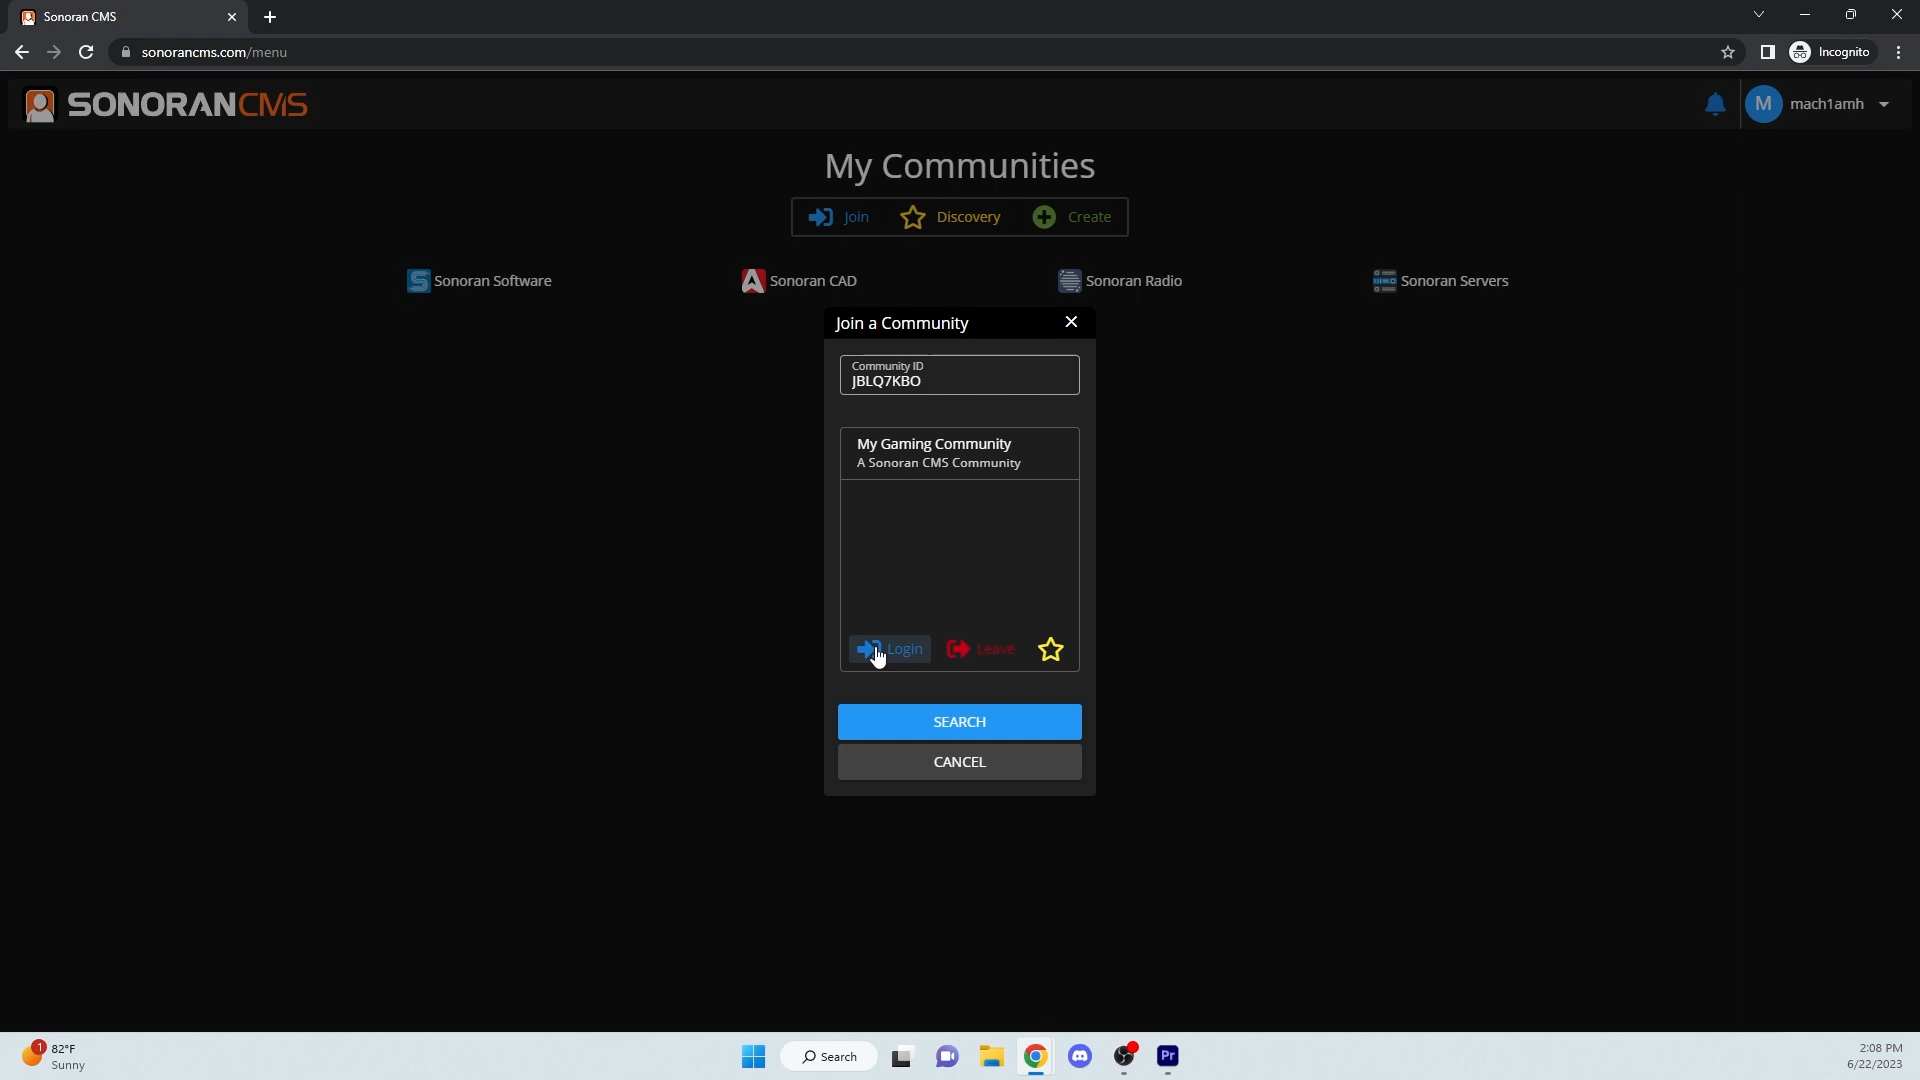 Sonoran CMS
sonorancms.com/menu
Incognito
SONORANCMS
M
mach1amh
My Communities
Join
Discovery
Create
Sonoran Software
Sonoran CAD
Sonoran Radio
Sonoran Servers
Join a Community
Community ID
JBLQ7KBO
My Gaming Community
A Sonoran CMS Community
Login
Leave
SEARCH
CANCEL
1
82°F
Sunny
Search
Pr
2:08 PM
6/22/2023